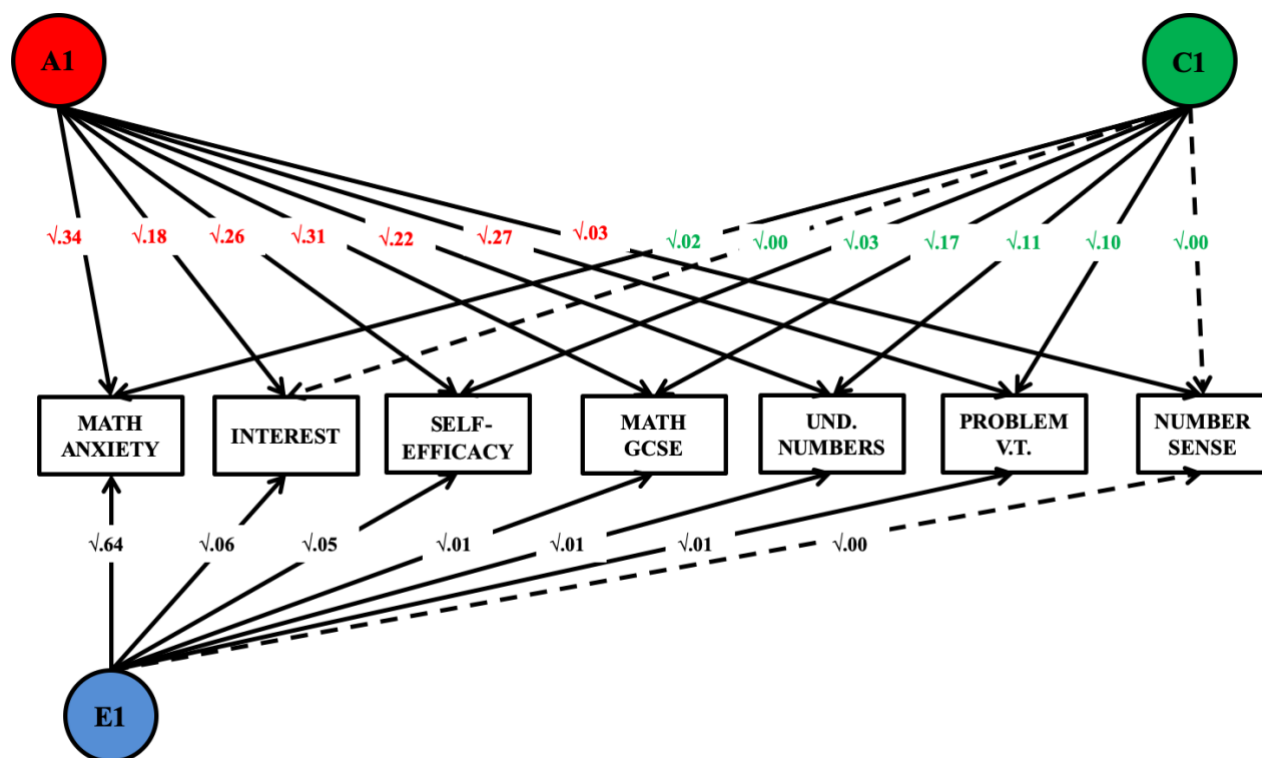 A1
C1
√.34 √.18 √.26 √.31 √.22 √.27 √.03 √.02 √.00 √.03 √.17 √.11 √.10 √.00
MATH
ANXIETY
INTEREST
SELF-
EFFICACY
MATH
GCSE
UND.
NUMBERS
PROBLEM
V.T.
NUMBER
SENSE
√.64 √.06 √.05 √.01 √.01 √.01 √.00
E1